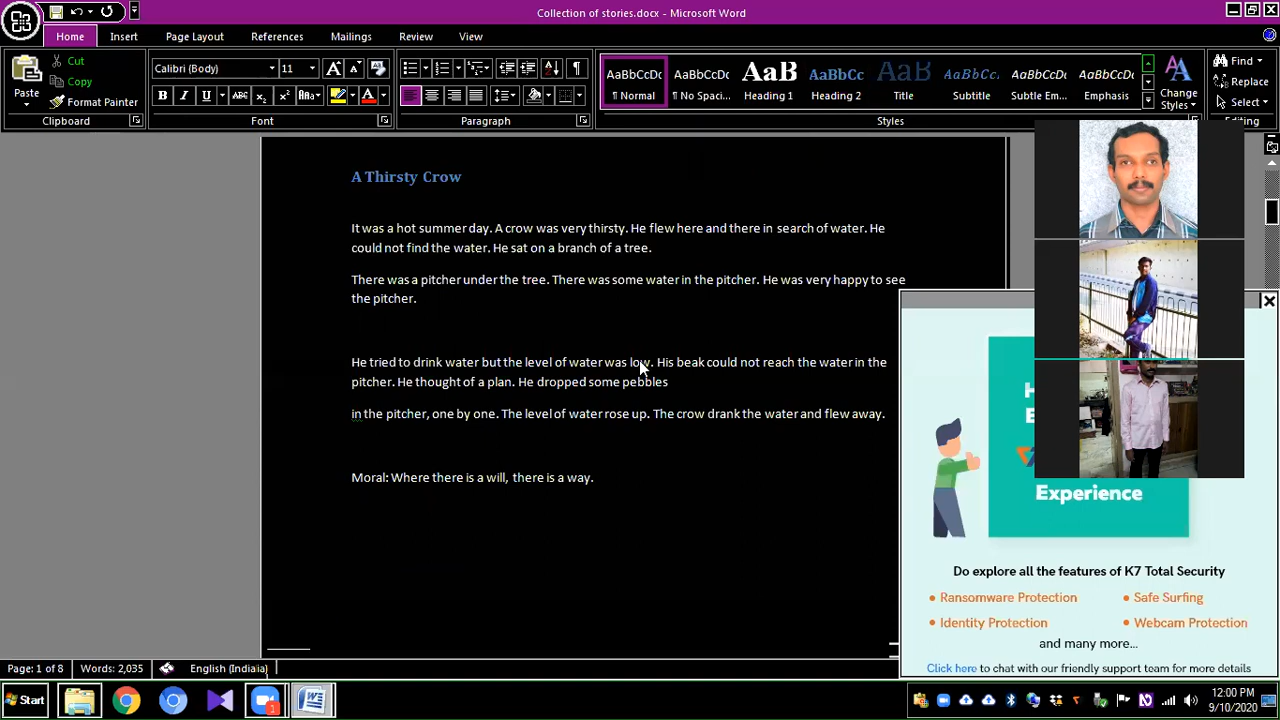 Collection of stories.docx - Microsoft Word
Home Insert Page Layout References Mailings Review View
Paste
Cut
Copy
Format Painter
Clipboard
Calibri (Body) 11
Font
Paragraph
AaBbCcDc AaBbCcDc AaB AaBbCc AaBbCcDc AaBbCcDc AaBbCcDc
¶ Normal ¶ No Spaci... Heading 1 Heading 2 Title Subtitle Subtle Em... Emphasis
Change Styles
Styles
Find
Replace
Select
Editing
A Thirsty Crow
It was a hot summer day. A crow was very thirsty. He flew here and there in search of water. He
could not find the water. He sat on a branch of a tree.
There was a pitcher under the tree. There was some water in the pitcher. He was very happy to see
the pitcher.
He tried to drink water but the level of water was low. His beak could not reach the water in the
pitcher. He thought of a plan. He dropped some pebbles
in the pitcher, one by one. The level of water rose up. The crow drank the water and flew away.
Moral: Where there is a will, there is a way.
Experience
Do explore all the features of K7 Total Security
• Ransomware Protection • Safe Surfing
• Identity Protection • Webcam Protection
and many more...
Click here to chat with our friendly support team for more details
Page: 1 of 8 Words: 2,035 English (Indiaia)
Start
1
12:00 PM
9/10/2020